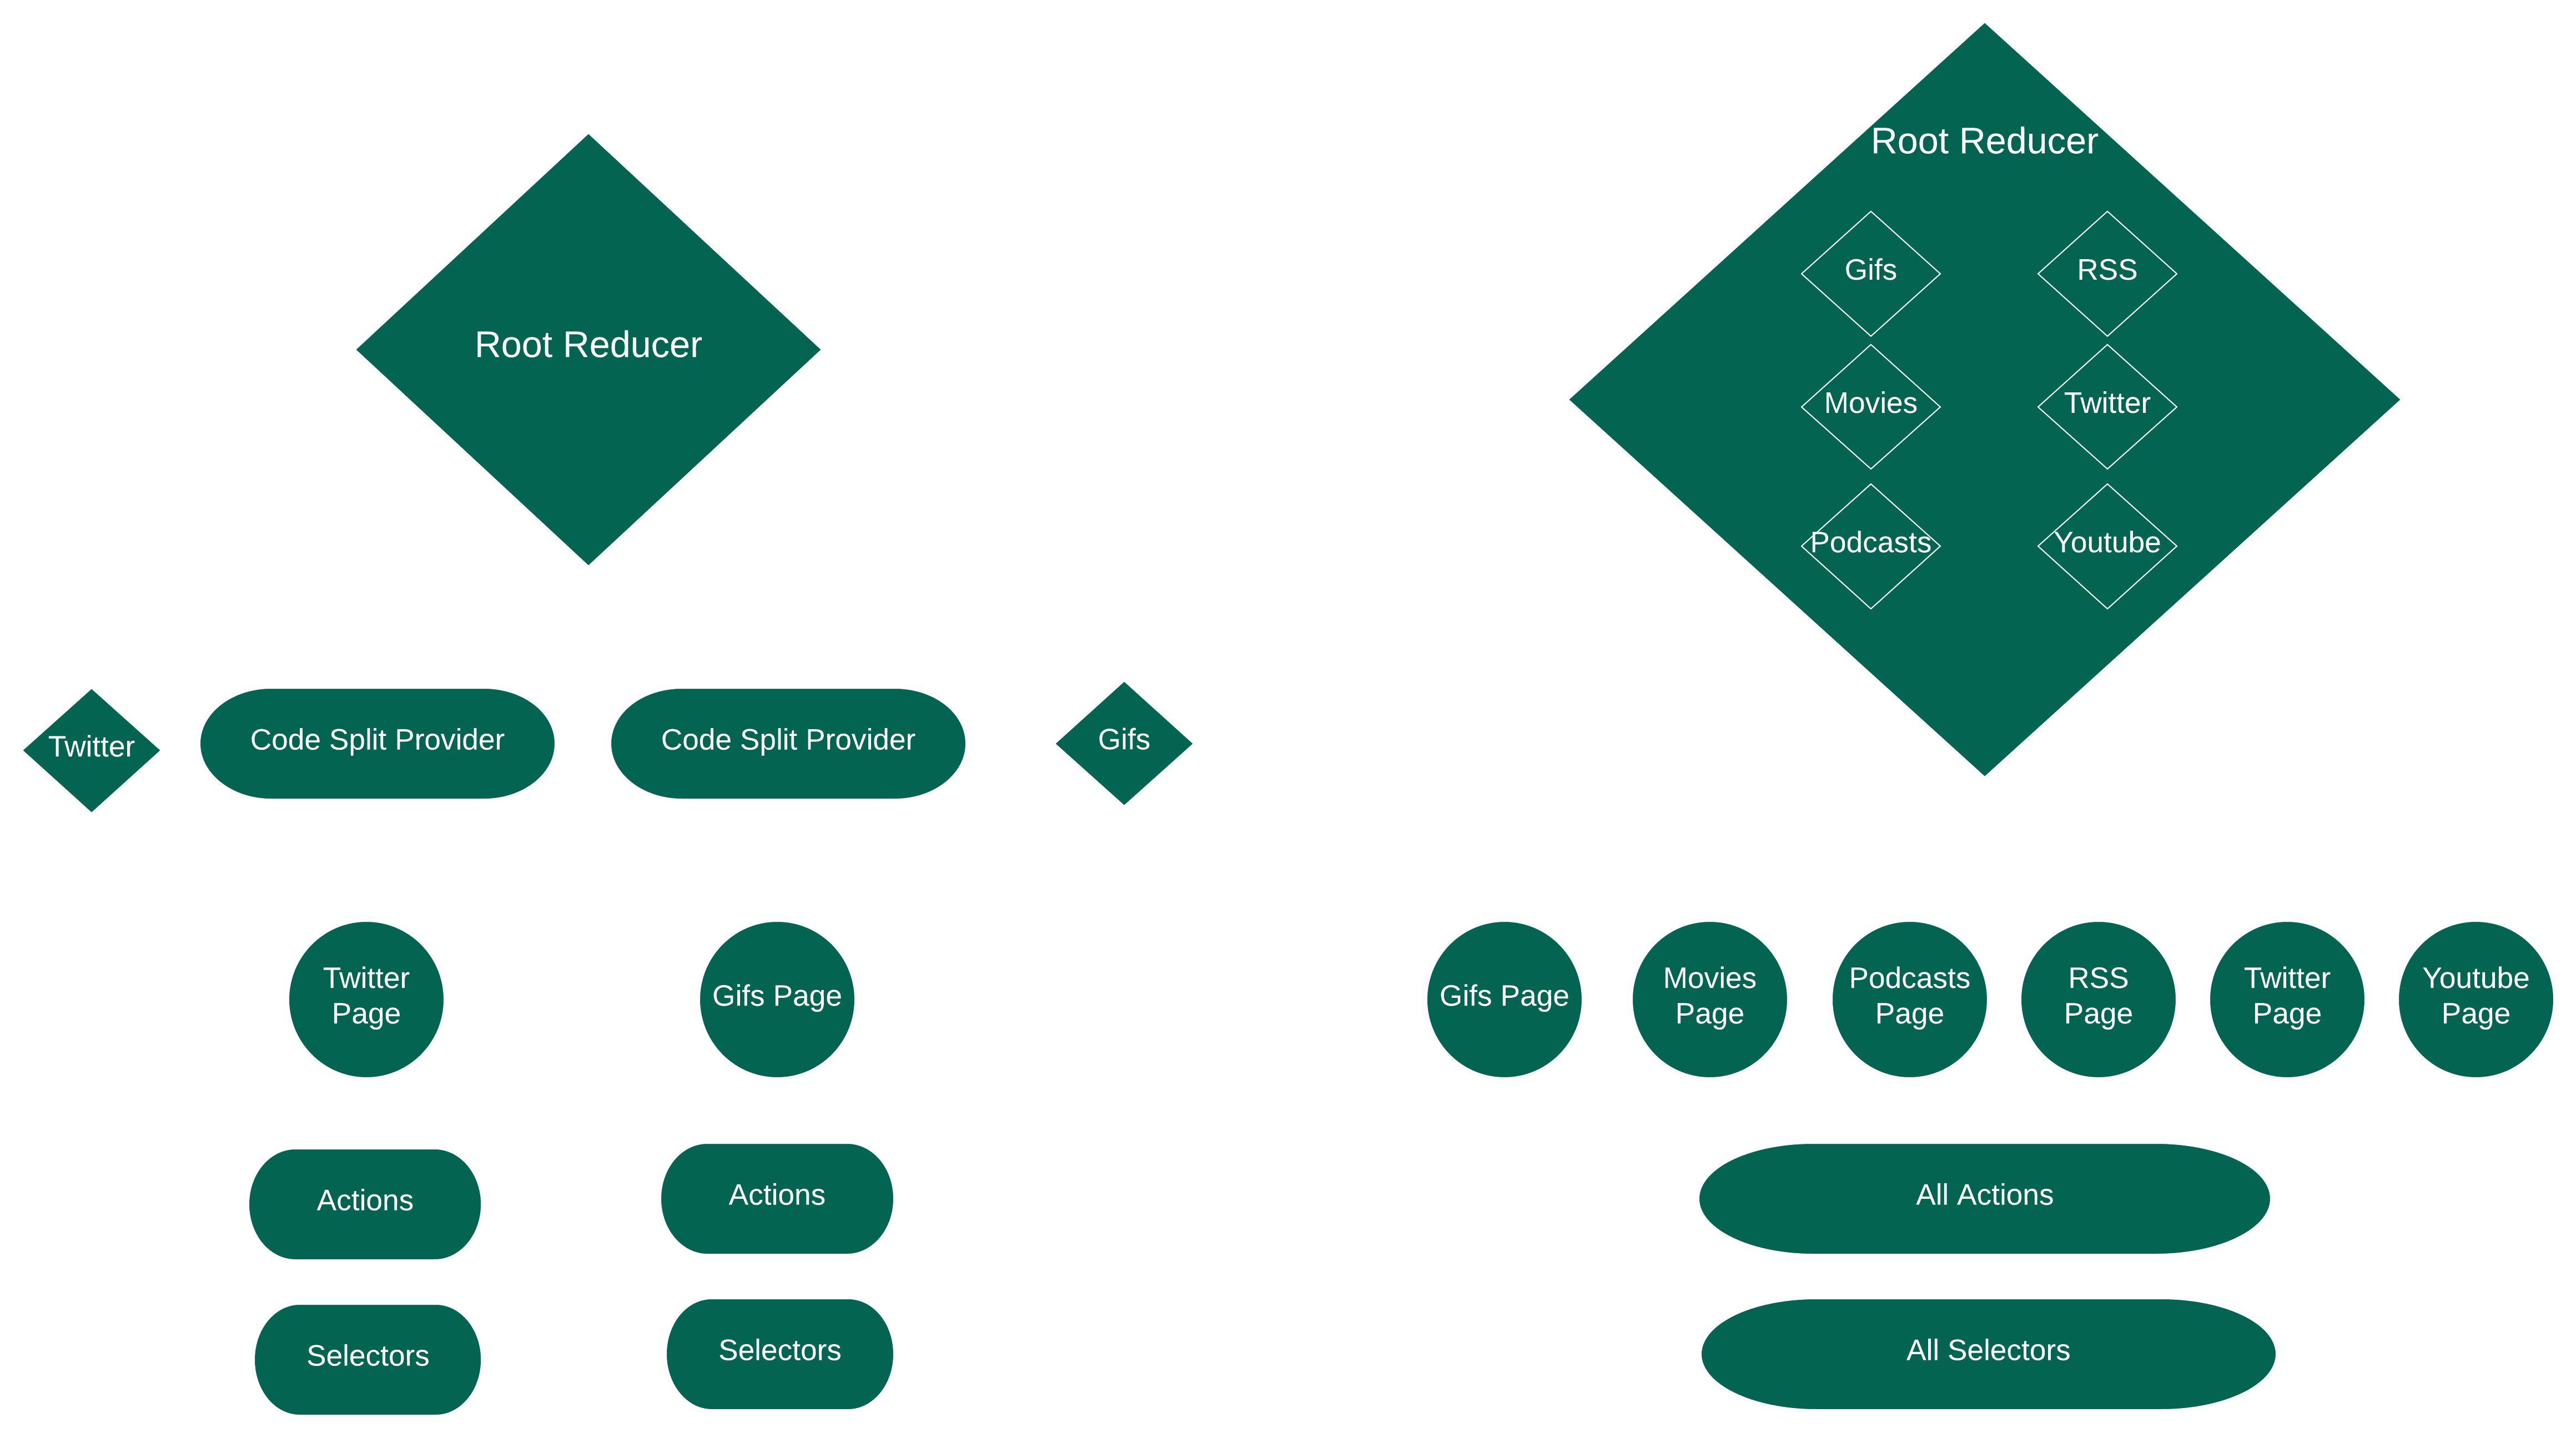 Root Reducer
Twitter
Code Split Provider
Code Split Provider
Gifs
Twitter
Page
Gifs Page
Actions
Actions
Selectors
Selectors
Root Reducer
Gifs
RSS
Movies
Twitter
Podcasts
Youtube
Gifs Page
Movies
Page
Podcasts
Page
RSS
Page
Twitter
Page
Youtube
Page
All Actions
All Selectors